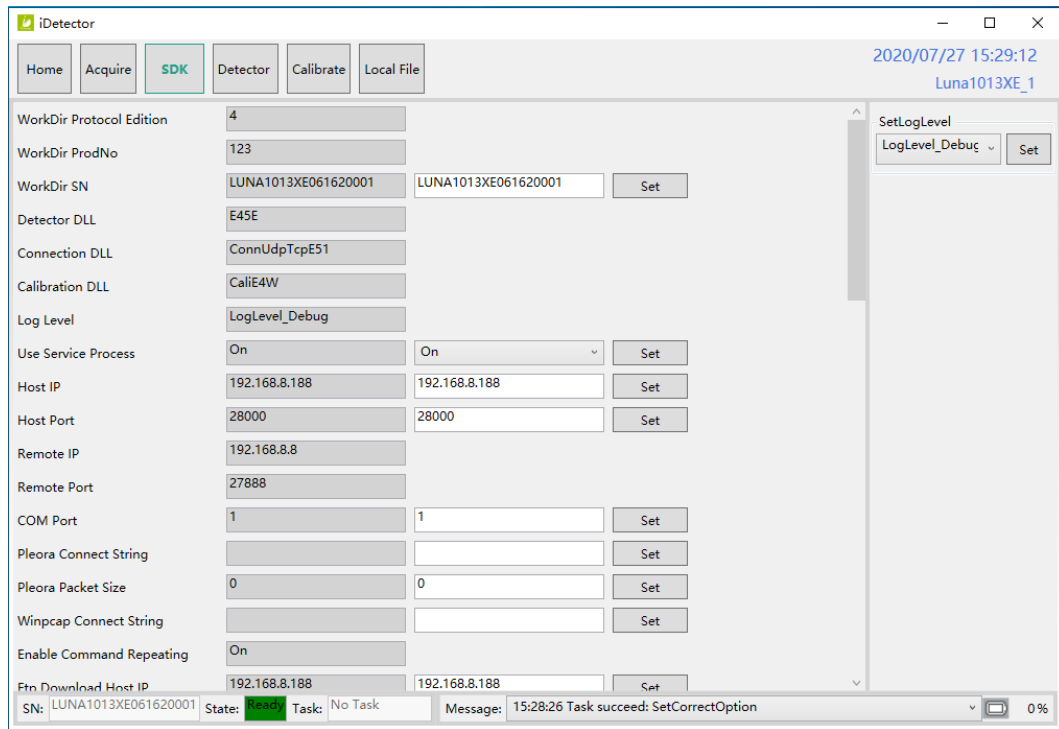 iDetector
Home Acquire SDK Detector Calibrate Local File
2020/07/27 15:29:12
Luna1013XE_1
WorkDir Protocol Edition 4
WorkDir ProdNo 123
WorkDir SN LUNA1013XE061620001 LUNA1013XE061620001 Set
Detector DLL E45E
Connection DLL ConnUdpTcpE51
Calibration DLL CaliE4W
Log Level LogLevel_Debug
Use Service Process On On Set
Host IP 192.168.8.188 192.168.8.188 Set
Host Port 28000 28000 Set
Remote IP 192.168.8.8
Remote Port 27888
COM Port 1 1 Set
Pleora Connect String Set
Pleora Packet Size 0 0 Set
Winpcap Connect String Set
Enable Command Repeating On
Ftp Download Host IP 192.168.8.188 192.168.8.188 Set
SetLogLevel
LogLevel_Debug Set
SN: LUNA1013XE061620001 State: Ready Task: No Task Message: 15:28:26 Task succeed: SetCorrectOption 0%